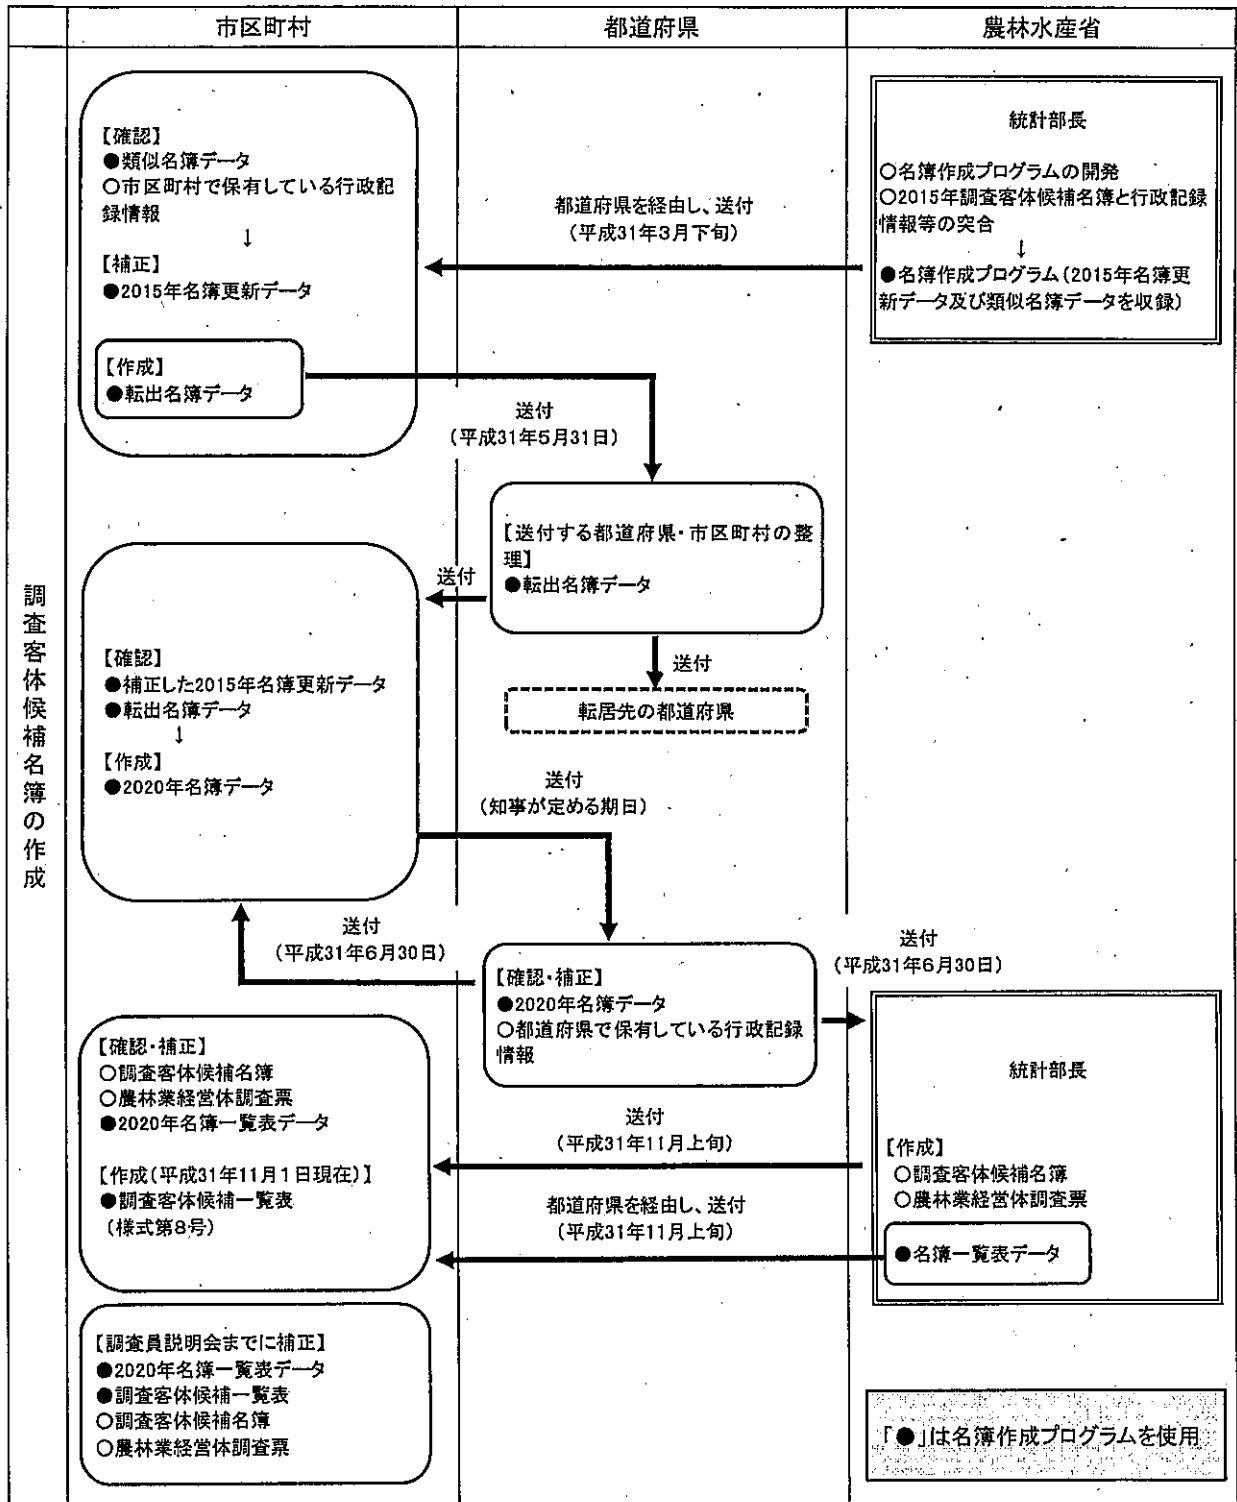 市区町村
都道府県
農林水産省
調査客体候補名簿の作成
【確認】
●類似名簿データ
○市区町村で保有している行政記
録情報
↓
【補正】
●2015年名簿更新データ
【作成】
●転出名簿データ
都道府県を経由し、送付
(平成31年3月下旬)
統計部長
○名簿作成プログラムの開発
○2015年調査客体候補名簿と行政記録
情報等の突合
↓
●名簿作成プログラム(2015年名簿更
新データ及び類似名簿データを収録)
送付
(平成31年5月31日)
【送付する都道府県・市区町村の整
理】
●転出名簿データ
送付
送付
転居先の都道府県
【確認】
●補正した2015年名簿更新データ
●転出名簿データ
↓
【作成】
●2020年名簿データ
送付
(知事が定める期日)
送付
(平成31年6月30日)
【確認・補正】
●2020年名簿データ
○都道府県で保有している行政記録
情報
送付
(平成31年6月30日)
統計部長
【作成】
○調査客体候補名簿
○農林業経営体調査票
●名簿一覧表データ
送付
(平成31年11月上旬)
都道府県を経由し、送付
(平成31年11月上旬)
【確認・補正】
○調査客体候補名簿
○農林業経営体調査票
●2020年名簿一覧表データ
【作成(平成31年11月1日現在)】
●調査客体候補一覧表
(様式第8号)
【調査員説明会までに補正】
●2020年名簿一覧表データ
●調査客体候補一覧表
○調査客体候補名簿
○農林業経営体調査票
「●」は名簿作成プログラムを使用